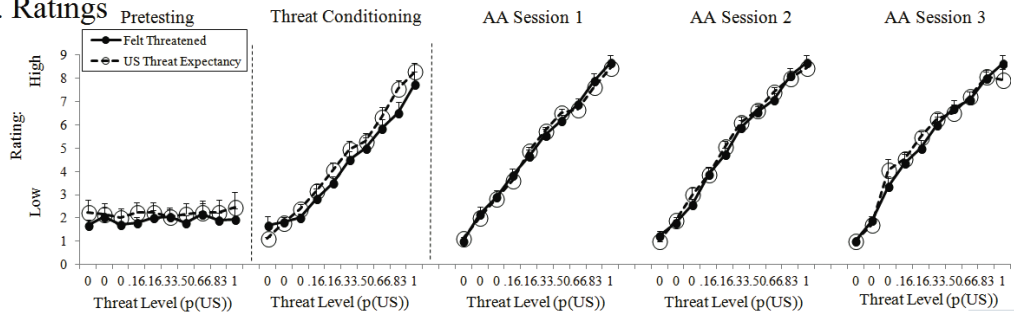 . Ratings
Pretesting
Threat Conditioning
AA Session 1
AA Session 2
AA Session 3
Felt Threatened
US Threat Expectancy
Rating:
High
Low
9
8
7
6
5
4
3
2
1
0
0 0 0 .16.16.33.50.66.83 1
0 0 0 .16.16.33.50.66.83 1
0 0 0 .16.16.33.50.66.83 1
0 0 0 .16.16.33.50.66.83 1
0 0 0 .16.16.33.50.66.83 1
Threat Level (p(US))
Threat Level (p(US))
Threat Level (p(US))
Threat Level (p(US))
Threat Level (p(US))